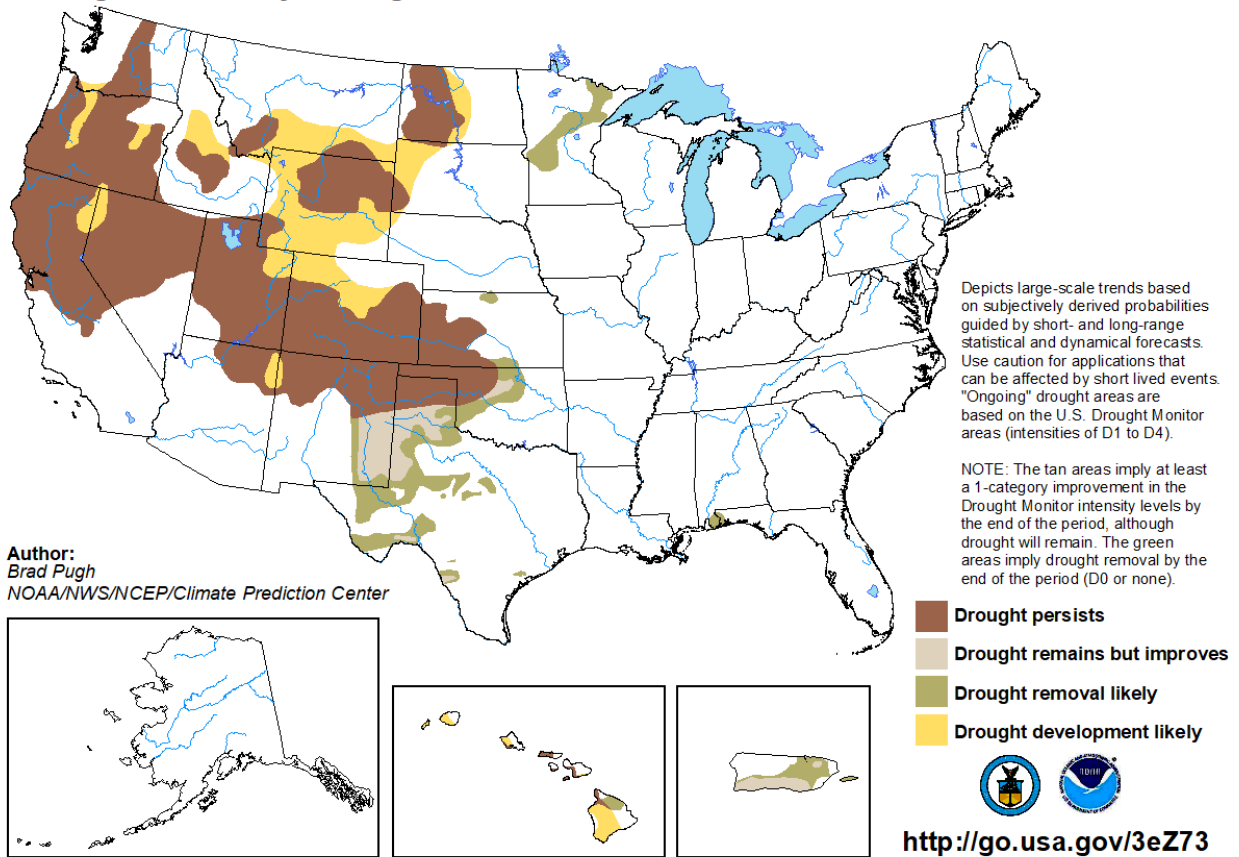 Depicts large-scale trends based
on subjectively derived probabilities
guided by short- and long-range
statistical and dynamical forecasts.
Use caution for applications that
can be affected by short lived events.
"Ongoing" drought areas are
based on the U.S. Drought Monitor
areas (intensities of D1 to D4).
NOTE: The tan areas imply at least
a 1-category improvement in the
Drought Monitor intensity levels by
the end of the period, although
drought will remain. The green
areas imply drought removal by the
end of the period (D0 or none).
Author:
Brad Pugh
NOAA/NWS/NCEP/Climate Prediction Center
Drought persists
Drought remains but improves
Drought removal likely
Drought development likely
http://go.usa.gov/3eZ73